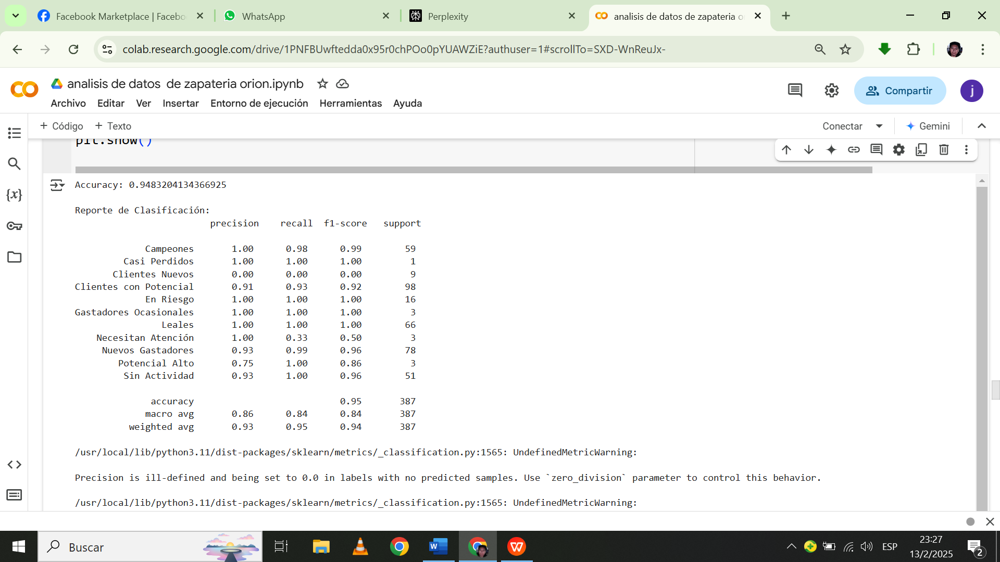 Facebook Marketplace | Facebo
WhatsApp
Perplexity
analisis de datos de zapateria o
colab.research.google.com/drive/1PNFBUwftedda0x95r0chPOo0pYUAWZiE?authuser=1#scrollTo=SXD-WnReuJx-
analisis de datos de zapateria orion.ipynb
Compartir
j
Archivo Editar Ver Insertar Entorno de ejecución Herramientas Ayuda
+ Código + Texto
Conectar
Gemini
plt.show()
Accuracy: 0.9483204134366925
Reporte de Clasificación:
precision recall f1-score support
Campeones 1.00 0.98 0.99 59
Casi Perdidos 1.00 1.00 1.00 1
Clientes Nuevos 0.00 0.00 0.00 9
Clientes con Potencial 0.91 0.93 0.92 98
En Riesgo 1.00 1.00 1.00 16
Gastadores Ocasionales 1.00 1.00 1.00 3
Leales 1.00 1.00 1.00 66
Necesitan Atención 1.00 0.33 0.50 3
Nuevos Gastadores 0.93 0.99 0.96 78
Potencial Alto 0.75 1.00 0.86 3
Sin Actividad 0.93 1.00 0.96 51
accuracy 0.95 387
macro avg 0.86 0.84 0.84 387
weighted avg 0.93 0.95 0.94 387
/usr/local/lib/python3.11/dist-packages/sklearn/metrics/_classification.py:1565: UndefinedMetricWarning:
Precision is ill-defined and being set to 0.0 in labels with no predicted samples. Use `zero_division` parameter to control this behavior.
/usr/local/lib/python3.11/dist-packages/sklearn/metrics/_classification.py:1565: UndefinedMetricWarning:
Buscar
ESP
23:27
13/2/2025
2